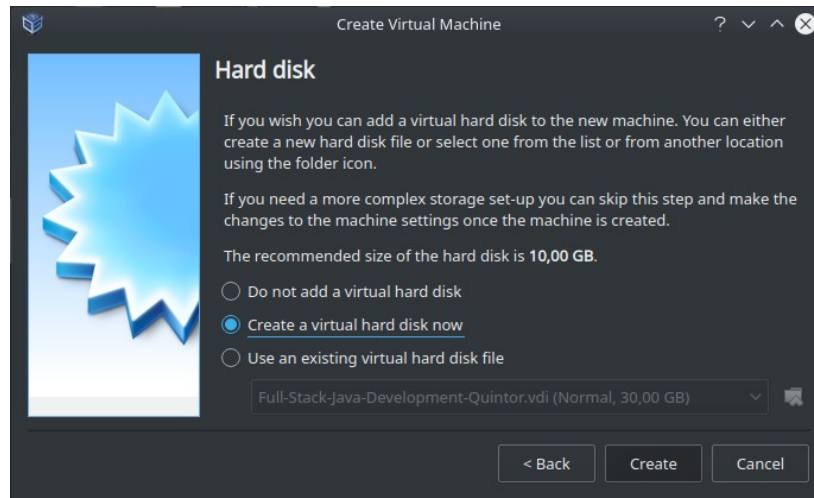 Create Virtual Machine
Hard disk
If you wish you can add a virtual hard disk to the new machine. You can either
create a new hard disk file or select one from the list or from another location
using the folder icon.
If you need a more complex storage set-up you can skip this step and make the
changes to the machine settings once the machine is created.
The recommended size of the hard disk is 10,00 GB.
Do not add a virtual hard disk
Create a virtual hard disk now
Use an existing virtual hard disk file
Full-Stack-Java-Development-Quintor.vdi (Normal, 30,00 GB)
< Back
Create
Cancel